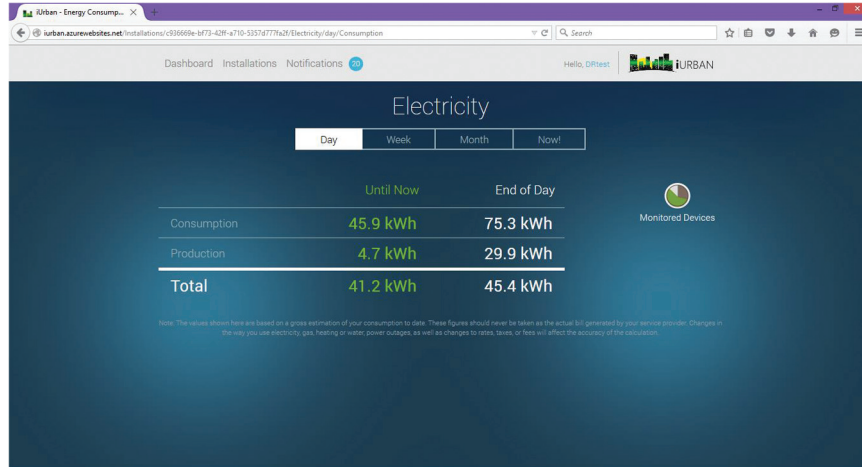 iUrban - Energy Consump...
iurban.azurewebsites.net/Installations/c936669e-bf73-42ff-a710-5357d777fa2f/Electricity/day/Consumption
Search
Dashboard Installations Notifications 20
Hello, DRtest
iURBAN
Electricity
Day Week Month Now!
Until Now End of Day
Consumption 45.9 kWh 75.3 kWh
Production 4.7 kWh 29.9 kWh
Total 41.2 kWh 45.4 kWh
Monitored Devices
Note: The values shown here are based on a gross estimation of your consumption to date. These figures should never be taken as the actual bill generated by your service provider. Changes in
the way you use electricity, gas, heating or water, power outages, as well as changes to rates, taxes, or fees will affect the accuracy of the calculation.